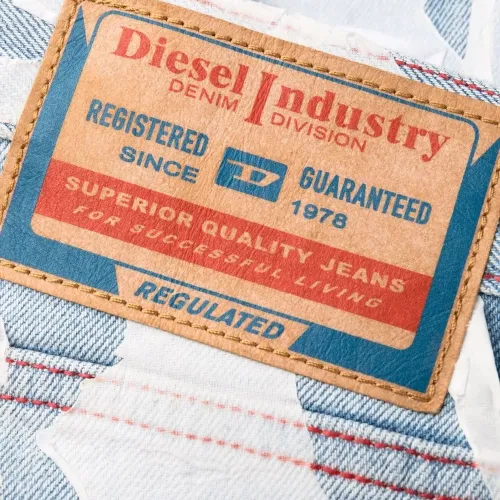 Diesel Industry
DENIM DIVISION
REGISTERED GUARANTEED
SINCE D 1978
SUPERIOR QUALITY JEANS
FOR SUCCESSFUL LIVING
REGULATED